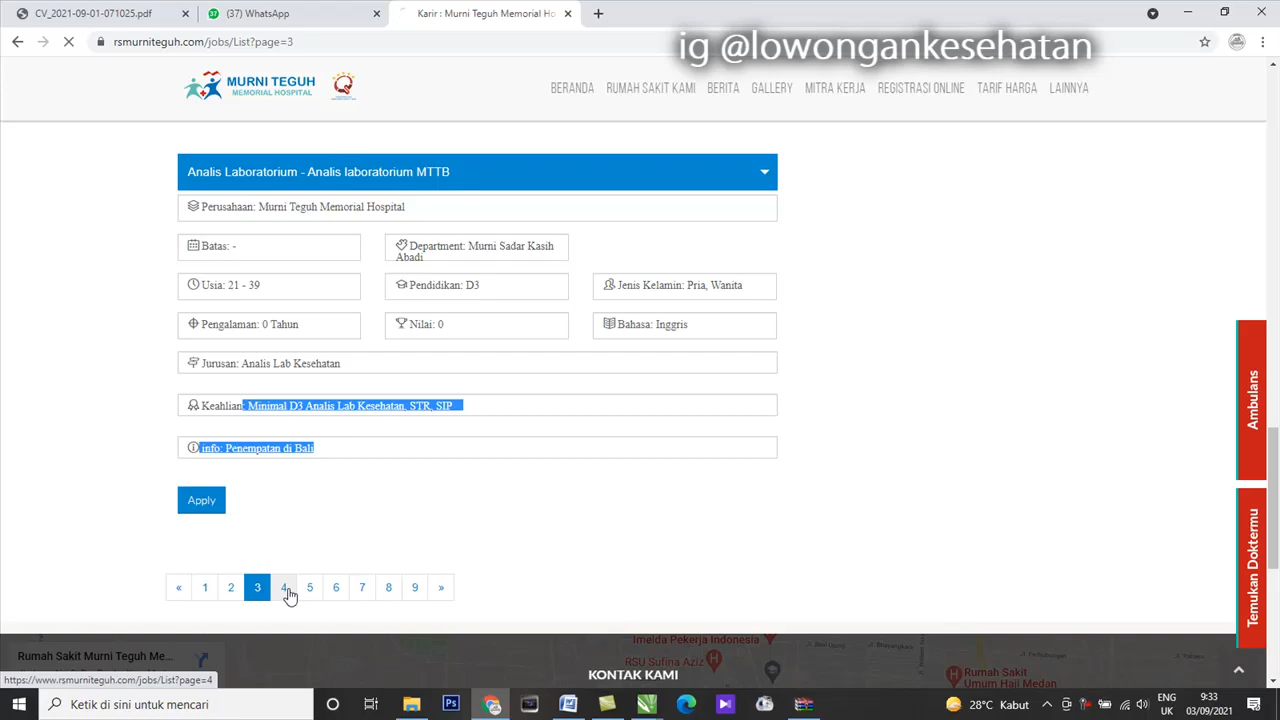 CV_2021-09-01-071025.pdf
(37) WhatsApp
Karir : Murni Teguh Memorial Ho
rsmurniteguh.com/jobs/List?page=3
ig @lowongankesehatan
MURNI TEGUH
MEMORIAL HOSPITAL
BERANDA
RUMAH SAKIT KAMI
BERITA
GALLERY
MITRA KERJA
REGISTRASI ONLINE
TARIF HARGA
LAINNYA
Analis Laboratorium - Analis laboratorium MTTB
Perusahaan: Murni Teguh Memorial Hospital
Batas: -
Department: Murni Sadar Kasih
Abadi
Usia: 21 - 39
Pendidikan: D3
Jenis Kelamin: Pria, Wanita
Pengalaman: 0 Tahun
Nilai: 0
Bahasa: Inggris
Jurusan: Analis Lab Kesehatan
Keahlian: Minimal D3 Analis Lab Kesehatan, STR, SIP
info: Penempatan di Bali
Apply
« 1 2 3 4 5 6 7 8 9 »
Ambulans
Temukan Doktermu
Imelda Pekerja Indonesia
Rumah Sakit Murni Teguh Me...
RSU Sufina Aziz
KONTAK KAMI
Rumah Sakit
Umum Haji Medan
https://www.rsmurniteguh.com/jobs/List?page=4
Ketik di sini untuk mencari
28°C Kabut
ENG
UK
9:33
03/09/2021